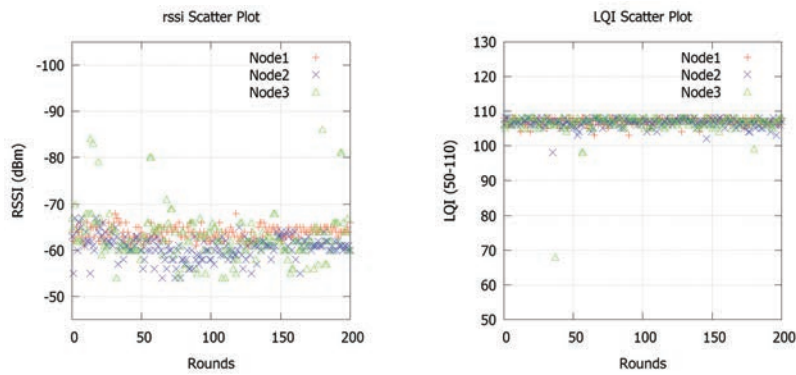 rssi Scatter Plot
-100
-90
-80
-70
-60
-50
RSSI (dBm)
Node1
Node2
Node3
0
50
100
150
200
Rounds
LQI Scatter Plot
130
120
110
100
90
80
70
60
50
LQI (50-110)
Node1
Node2
Node3
0
50
100
150
200
Rounds